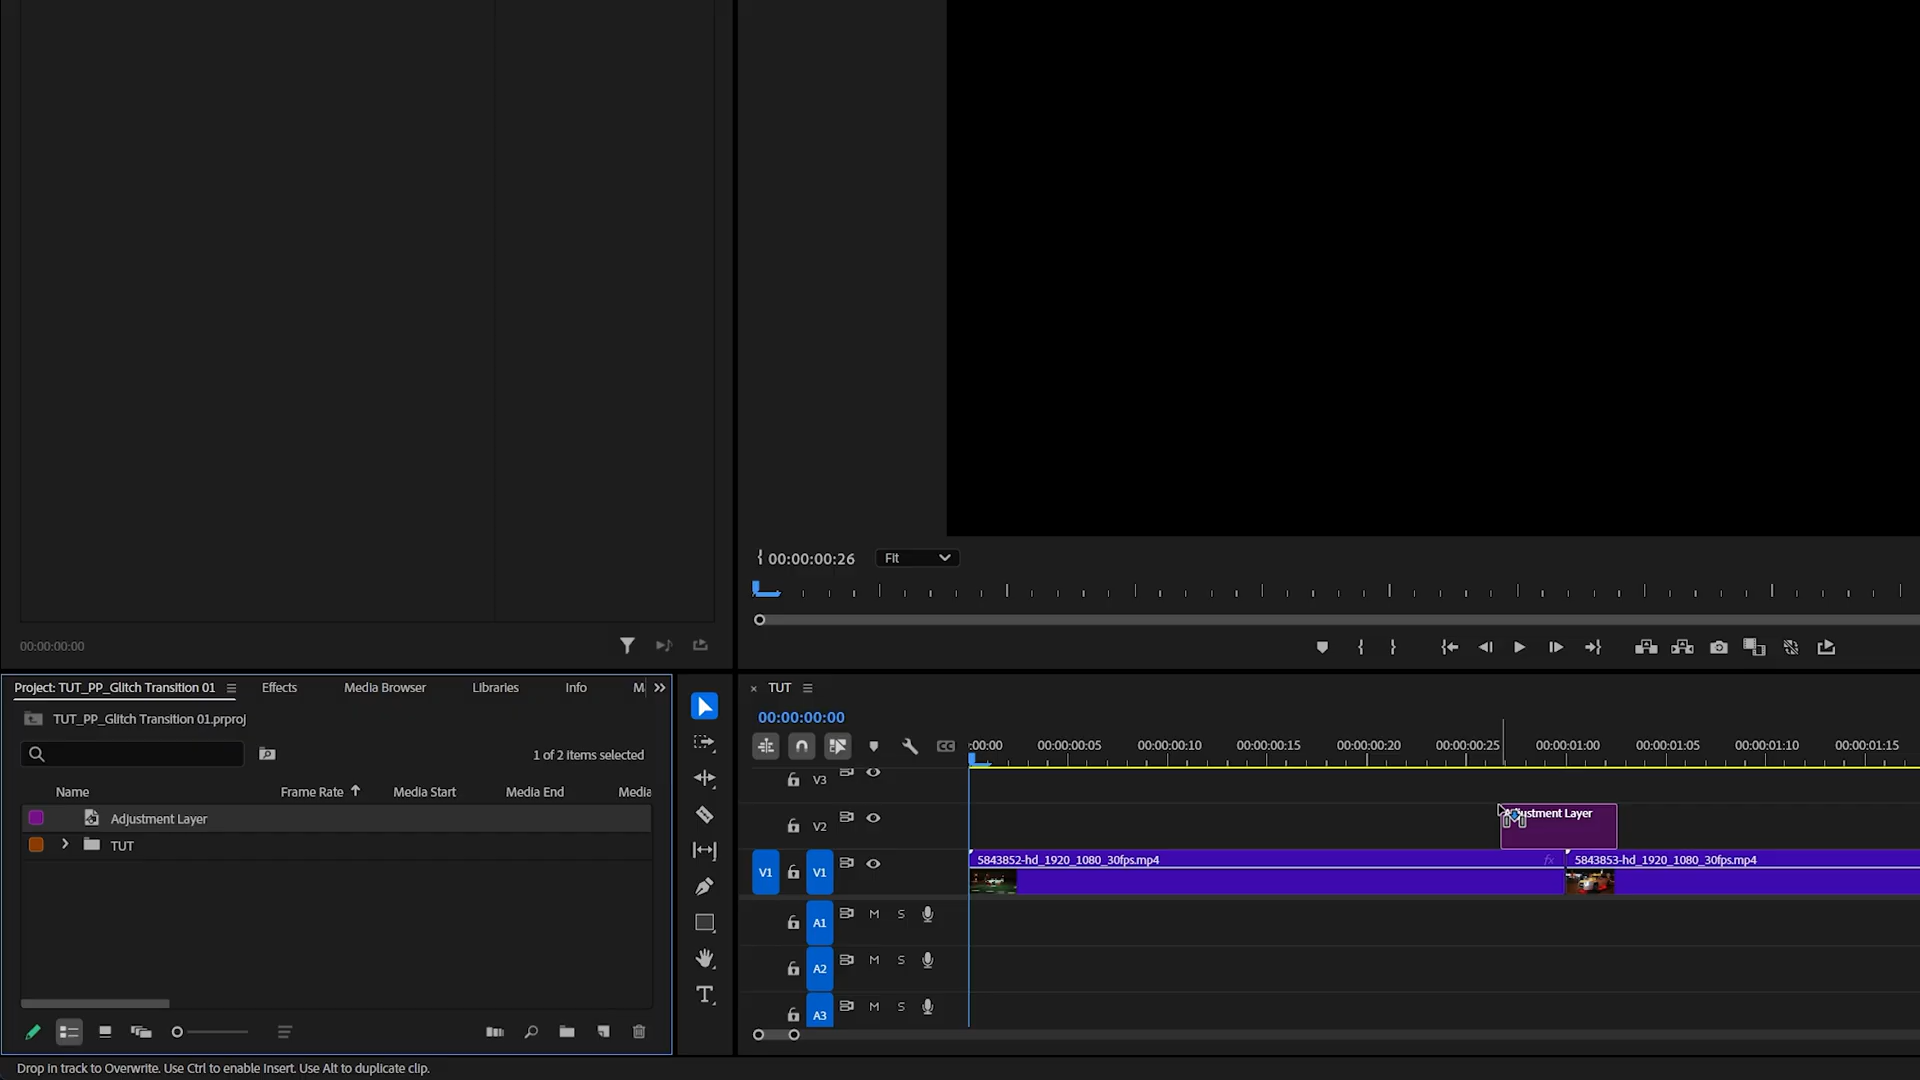 00:00:00:26
Fit
00:00:00:00
Project: TUT_PP_Glitch Transition 01
Effects
Media Browser
Libraries
Info
M
TUT_PP_Glitch Transition 01.prproj
1 of 2 items selected
Name
Frame Rate
Media Start
Media End
Media
Adjustment Layer
TUT
TUT
00:00:00:00
CC
:00:00
00:00:00:05
00:00:00:10
00:00:00:15
00:00:00:20
00:00:00:25
00:00:01:00
00:00:01:05
00:00:01:10
00:00:01:15
V3
V2
Adjustment Layer
V1
V1
5843852-hd_1920_1080_30fps.mp4
fx
5843853-hd_1920_1080_30fps.mp4
A1
M
S
A2
M
S
A3
M
S
Drop in track to Overwrite. Use Ctrl to enable Insert. Use Alt to duplicate clip.